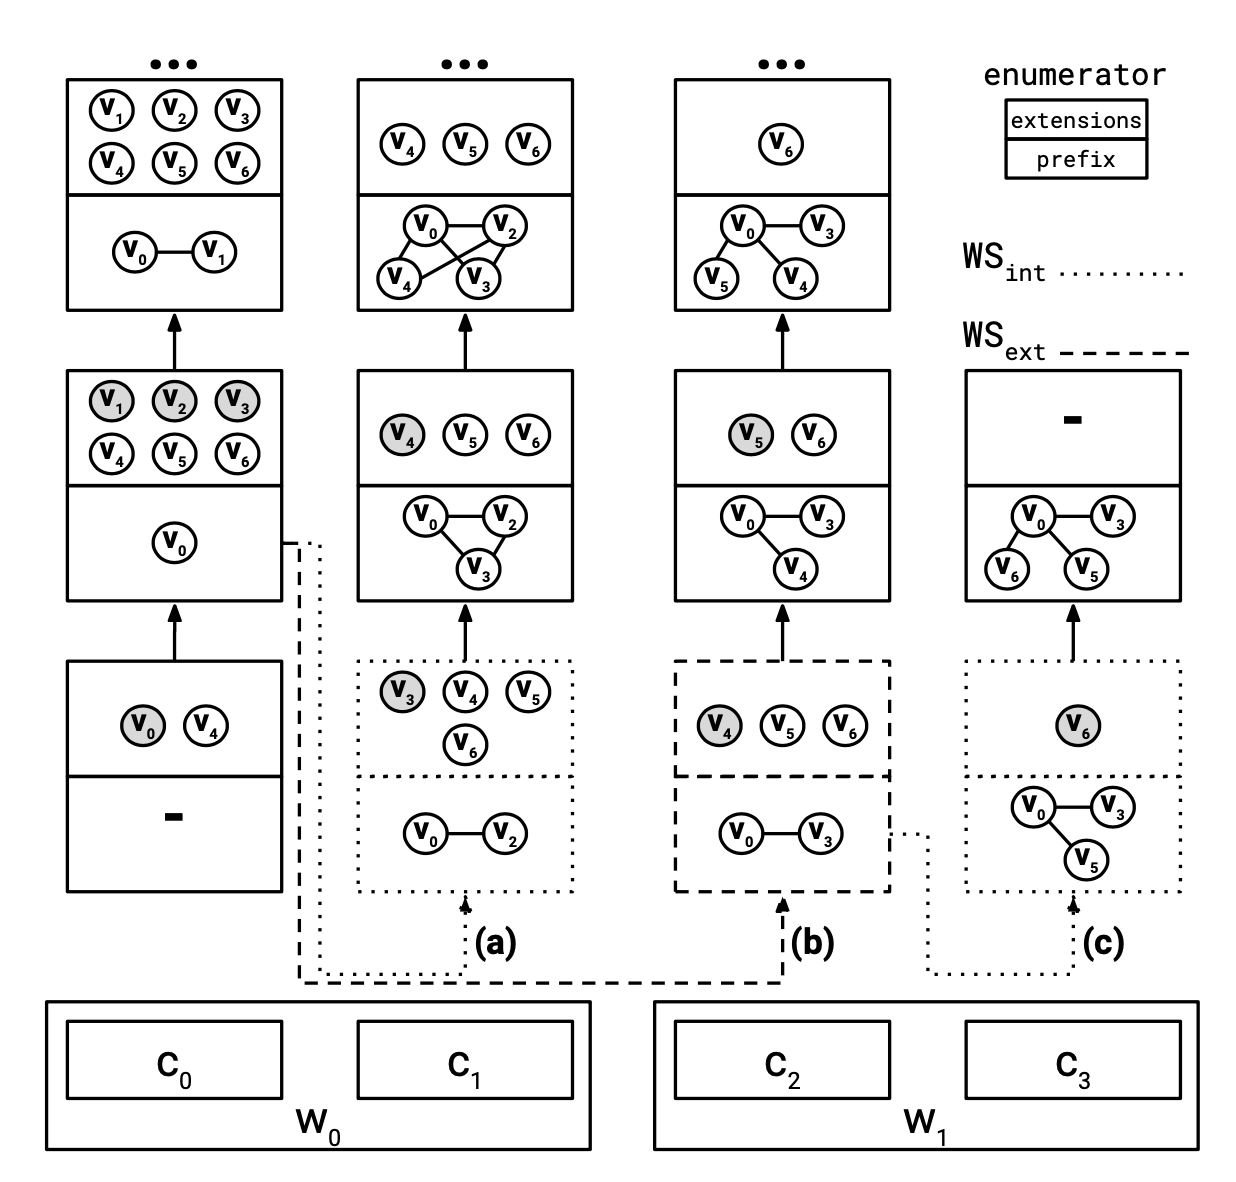 ... ... ...
enumerator
extensions
prefix
V1 V2 V3
V4 V5 V6
V0 V1
V4 V5 V6
V0 V2
V4 V3
V6
V0 V3
V5 V4
WSint
WSext
V1 V2 V3
V4 V5 V6
V0
V4 V5 V6
V0 V2
V3
V5 V6
V0 V3
V4
-
V0 V3
V6 V5
V0 V4
-
V3 V4 V5
V6
V0 V2
V4 V5 V6
V0 V3
V6
V0 V3
V5
(a) (b) (c)
C0 C1 C2 C3
W0 W1